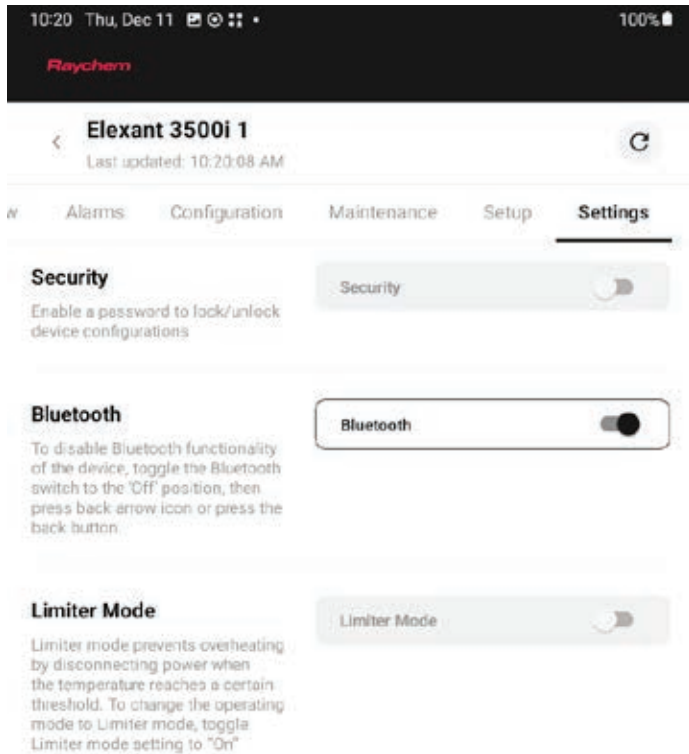 10:20 Thu, Dec 11
100%
Raychem
Elexant 3500i 1
Last updated: 10:20:08 AM
w Alarms Configuration Maintenance Setup Settings
Security
Security
Enable a password to lock/unlock
device configurations
Bluetooth
Bluetooth
To disable Bluetooth functionality
of the device, toggle the Bluetooth
switch to the 'Off' position, then
press back arrow icon or press the
back button.
Limiter Mode
Limiter Mode
Limiter mode prevents overheating
by disconnecting power when
the temperature reaches a certain
threshold. To change the operating
mode to Limiter mode, toggle
Limiter mode setting to "On"